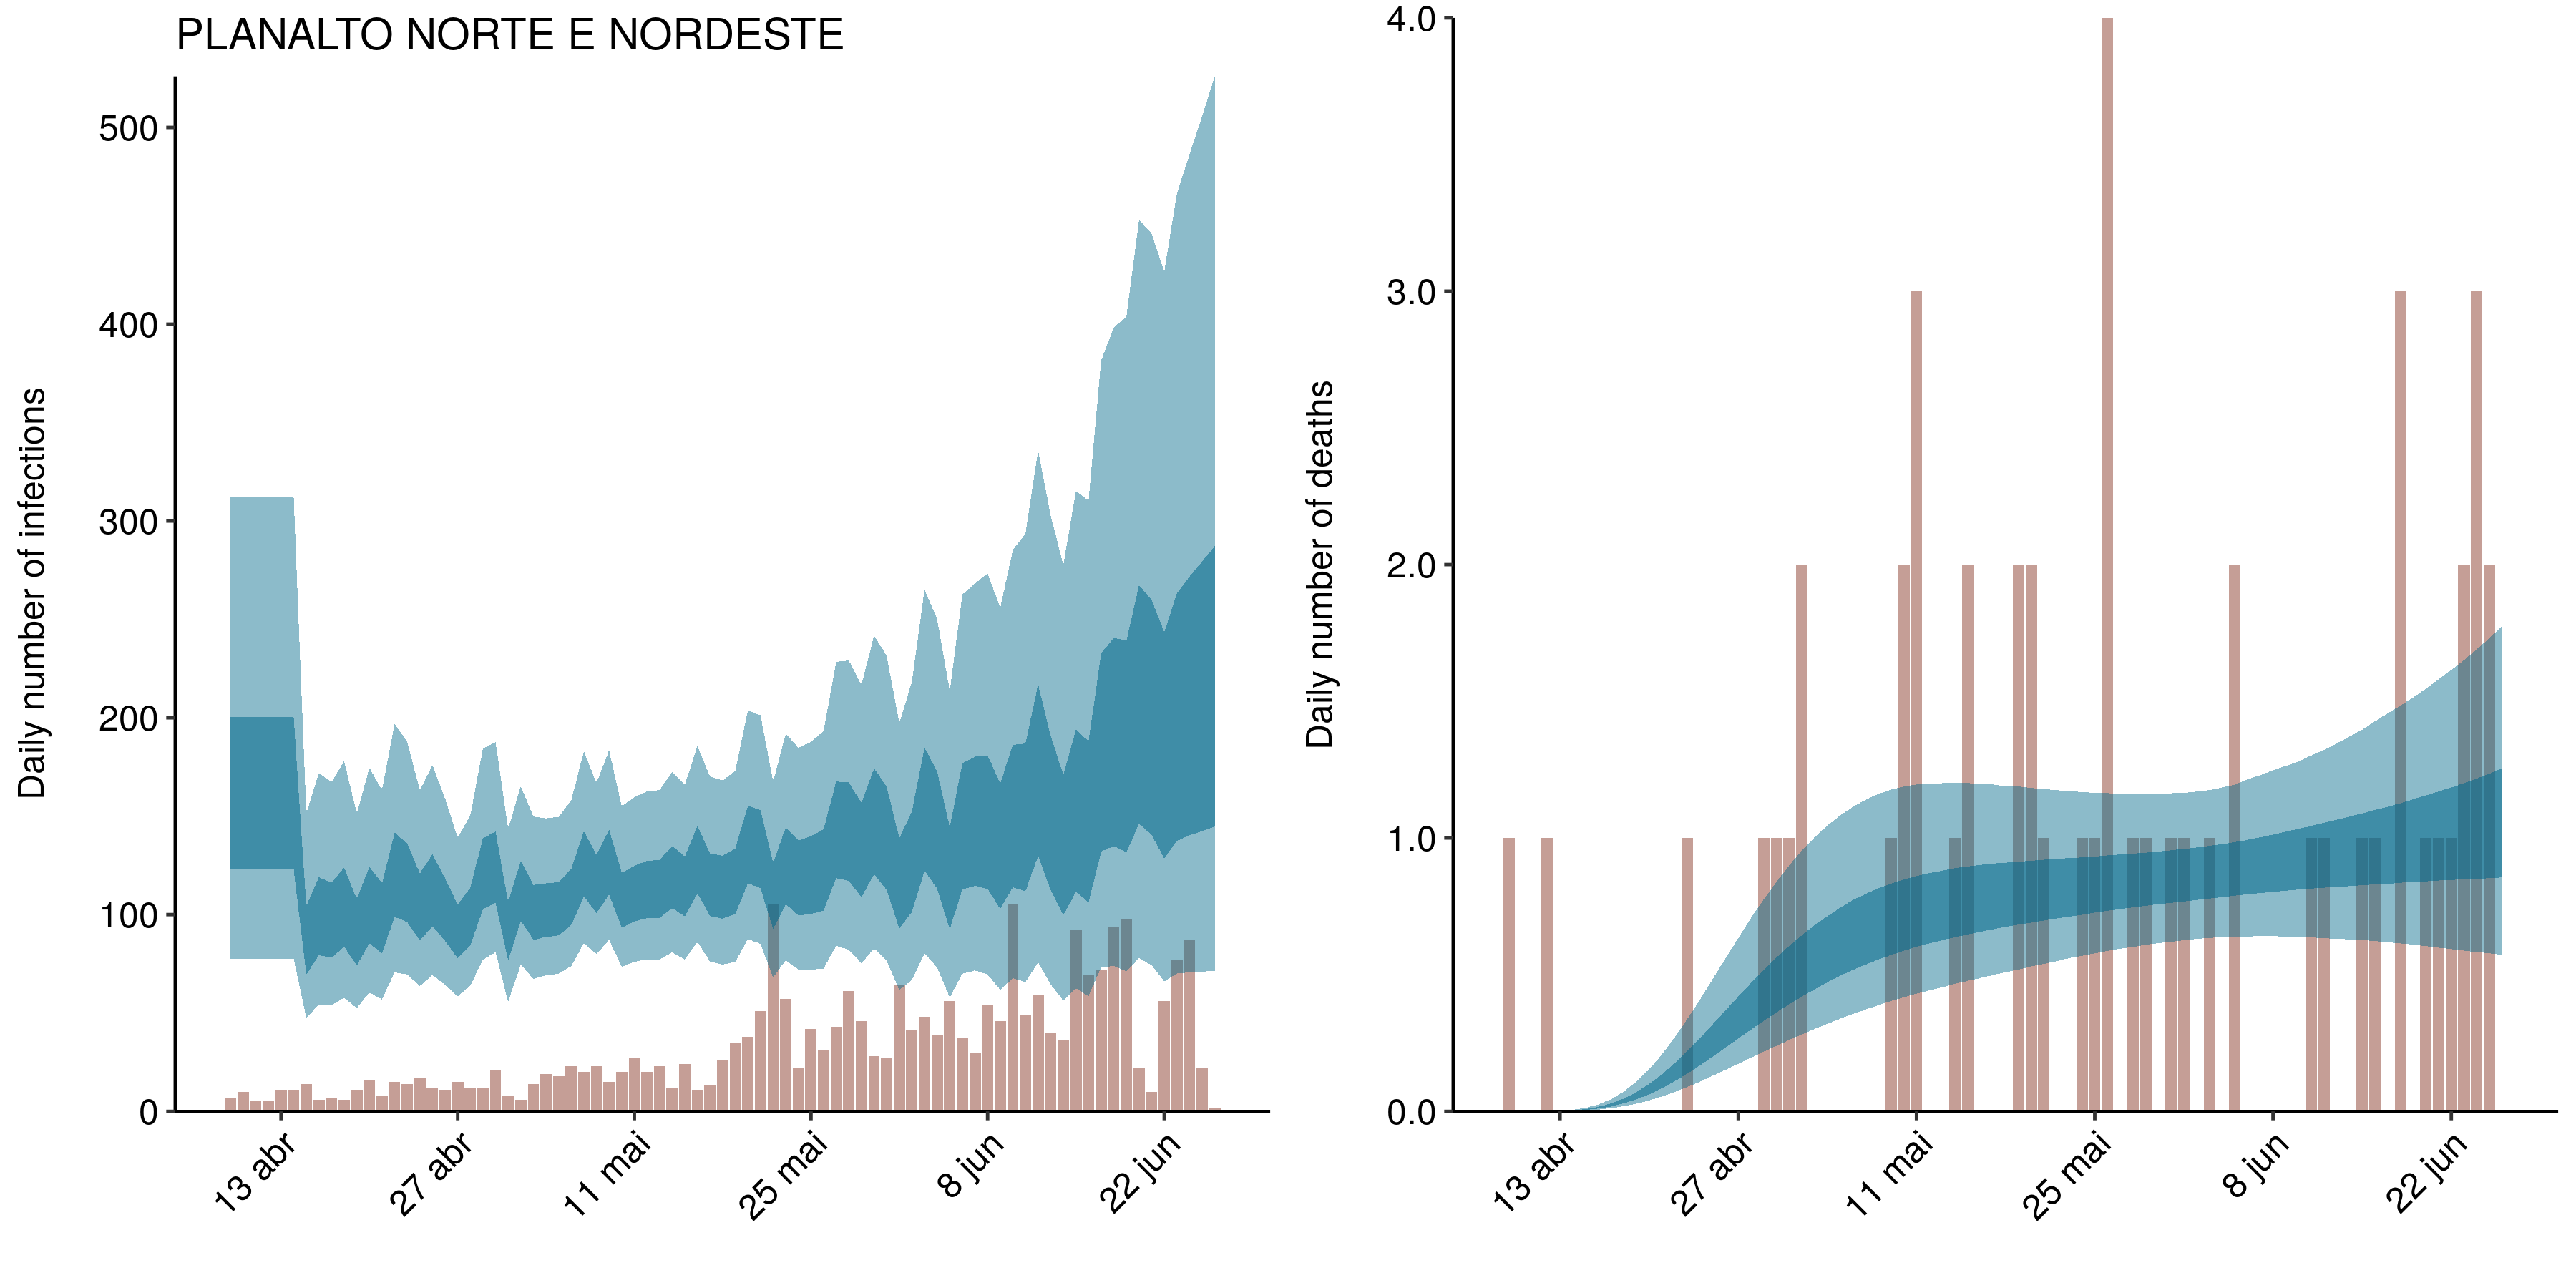 PLANALTO NORTE E NORDESTE
Daily number of infections
500
400
300
200
100
0
13 abr
27 abr
11 mai
25 mai
8 jun
22 jun
Daily number of deaths
4.0
3.0
2.0
1.0
0.0
13 abr
27 abr
11 mai
25 mai
8 jun
22 jun